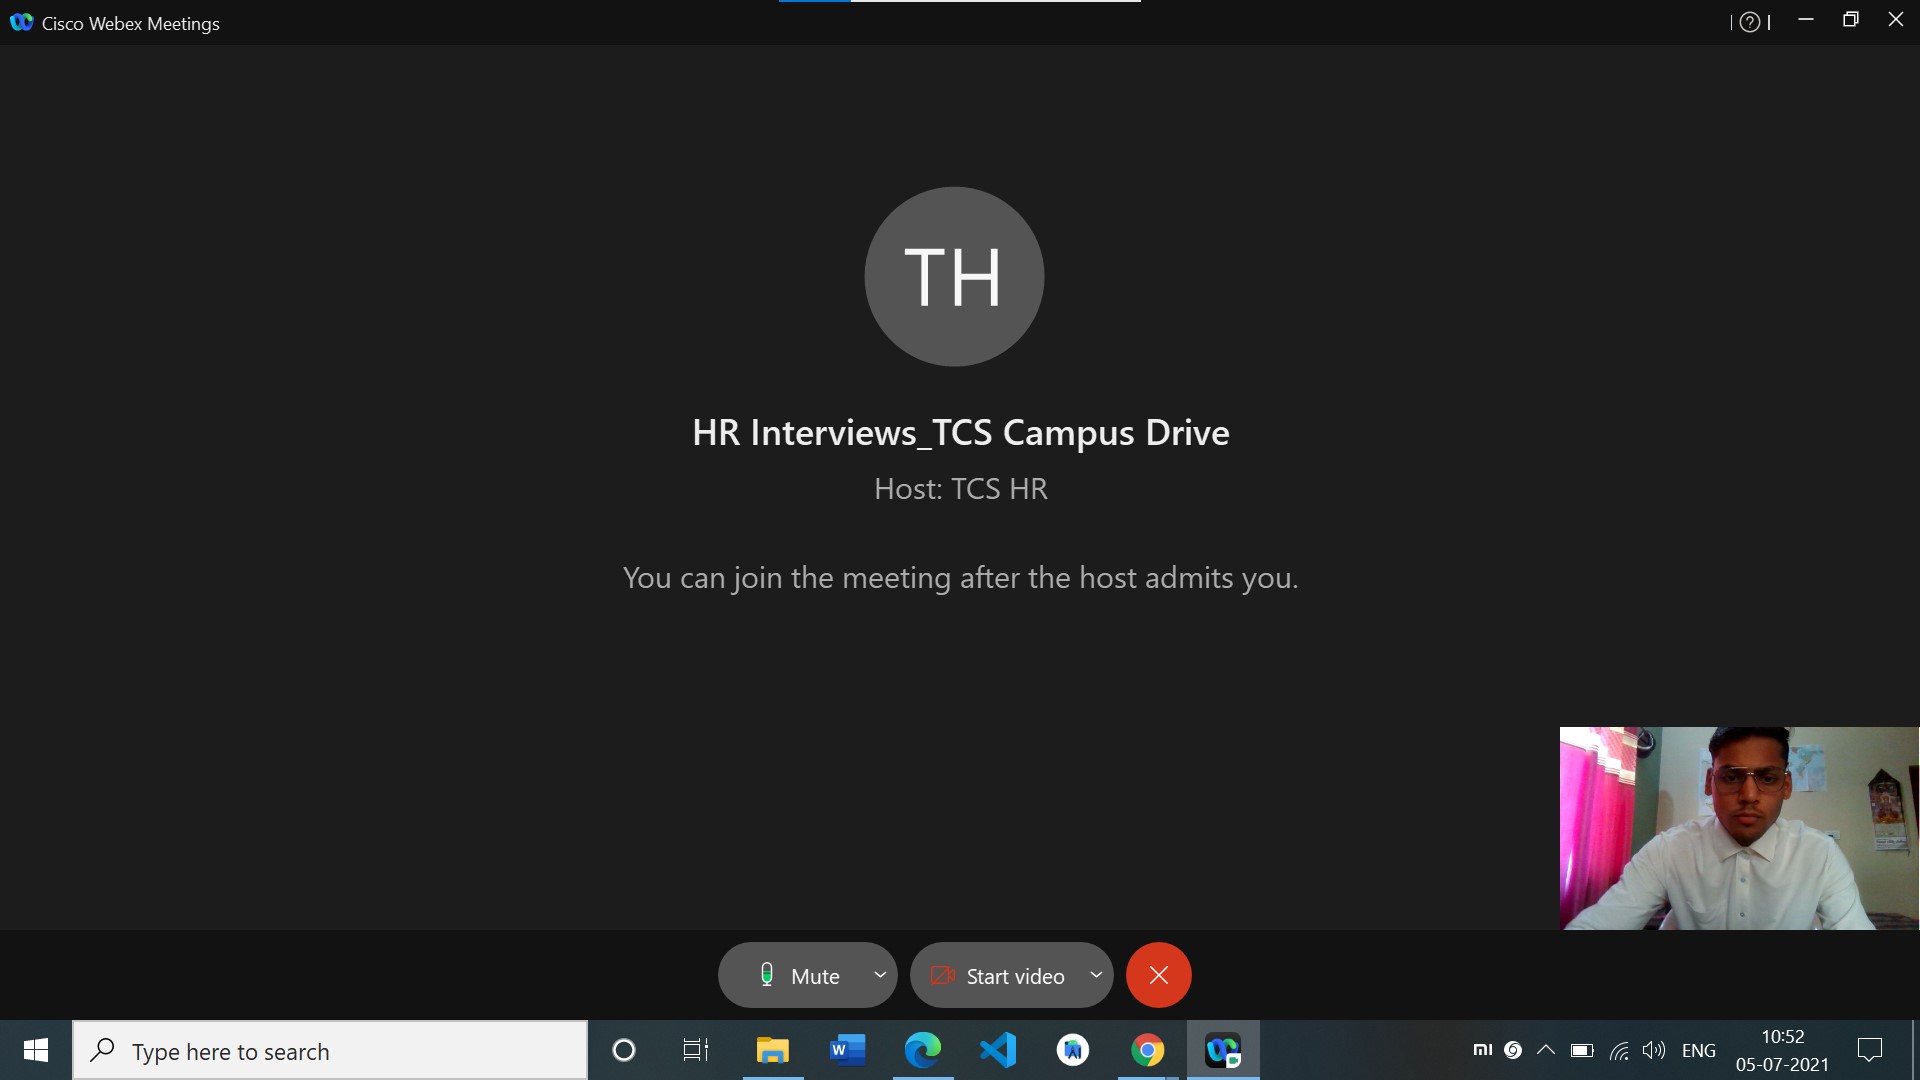 Cisco Webex Meetings
TH
HR Interviews_TCS Campus Drive
Host: TCS HR
You can join the meeting after the host admits you.
Mute
Start video
Type here to search
ENG
10:52
05-07-2021